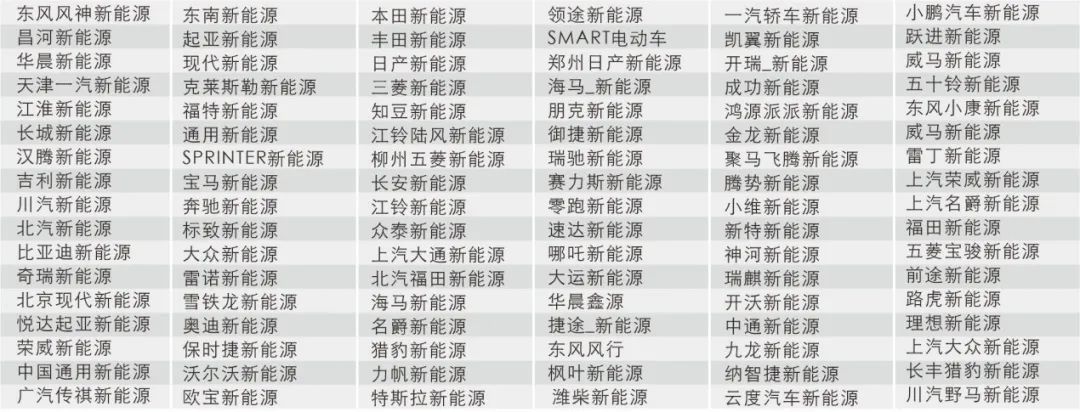 东风风神新能源 东南新能源 本田新能源 领途新能源 一汽轿车新能源 小鹏汽车新能源
昌河新能源 起亚新能源 丰田新能源 SMART电动车 凯翼新能源 跃进新能源
华晨新能源 现代新能源 日产新能源 郑州日产新能源 开瑞_新能源 威马新能源
天津一汽新能源 克莱斯勒新能源 三菱新能源 海马_新能源 成功新能源 五十铃新能源
江淮新能源 福特新能源 知豆新能源 朋克新能源 鸿源派派新能源 东风小康新能源
长城新能源 通用新能源 江铃陆风新能源 御捷新能源 金龙新能源 威马新能源
汉腾新能源 SPRINTER新能源 柳州五菱新能源 瑞驰新能源 聚马飞腾新能源 雷丁新能源
吉利新能源 宝马新能源 长安新能源 赛力斯新能源 腾势新能源 上汽荣威新能源
川汽新能源 奔驰新能源 江铃新能源 零跑新能源 小维新能源 上汽名爵新能源
北汽新能源 标致新能源 众泰新能源 速达新能源 新特新能源 福田新能源
比亚迪新能源 大众新能源 上汽大通新能源 哪吒新能源 神河新能源 五菱宝骏新能源
奇瑞新能源 雷诺新能源 北汽福田新能源 大运新能源 瑞麒新能源 前途新能源
北京现代新能源 雪铁龙新能源 海马新能源 华晨鑫源 开沃新能源 路虎新能源
悦达起亚新能源 奥迪新能源 名爵新能源 捷途_新能源 中通新能源 理想新能源
荣威新能源 保时捷新能源 猎豹新能源 东风风行 九龙新能源 上汽大众新能源
中国通用新能源 沃尔沃新能源 力帆新能源 枫叶新能源 纳智捷新能源 长丰猎豹新能源
广汽传祺新能源 欧宝新能源 特斯拉新能源 潍柴新能源 云度汽车新能源 川汽野马新能源